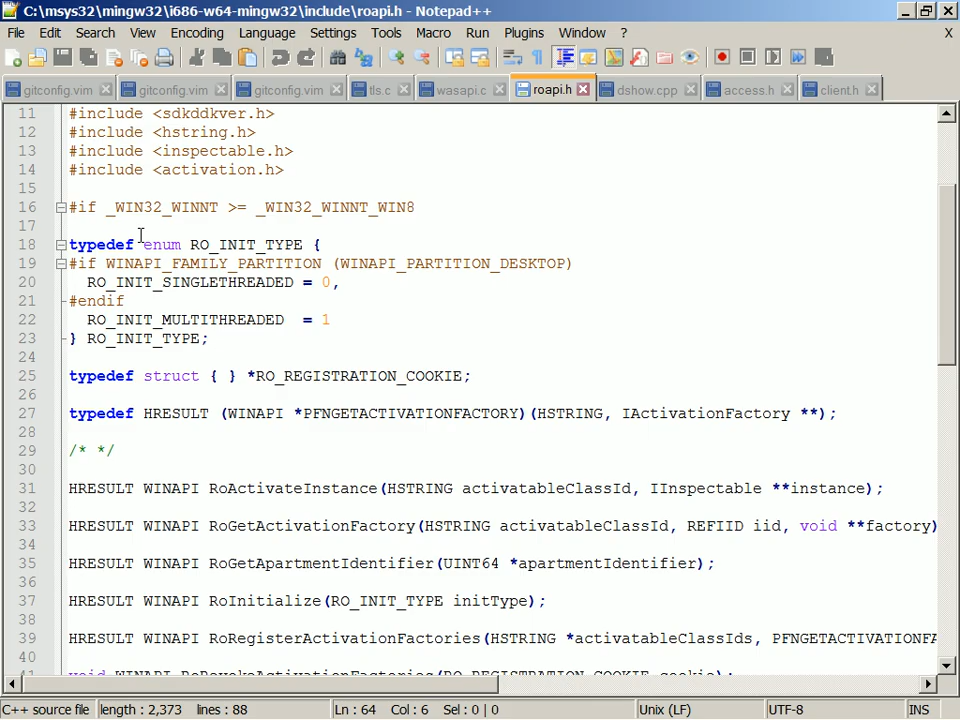 C:\msys32\mingw32\i686-w64-mingw32\include\roapi.h - Notepad++
File Edit Search View Encoding Language Settings Tools Macro Run Plugins Window ? X
gitconfig.vim gitconfig.vim gitconfig.vim tls.c wasapi.c roapi.h dshow.cpp access.h client.h
11 #include <sdkddkver.h>
12 #include <hstring.h>
13 #include <inspectable.h>
14 #include <activation.h>
15
16 #if _WIN32_WINNT >= _WIN32_WINNT_WIN8
17
18 typedef enum RO_INIT_TYPE {
19 #if WINAPI_FAMILY_PARTITION (WINAPI_PARTITION_DESKTOP)
20 RO_INIT_SINGLETHREADED = 0,
21 #endif
22 RO_INIT_MULTITHREADED = 1
23 } RO_INIT_TYPE;
24
25 typedef struct { } *RO_REGISTRATION_COOKIE;
26
27 typedef HRESULT (WINAPI *PFNGETACTIVATIONFACTORY)(HSTRING, IActivationFactory **);
28
29 /* */
30
31 HRESULT WINAPI RoActivateInstance(HSTRING activatableClassId, IInspectable **instance);
32
33 HRESULT WINAPI RoGetActivationFactory(HSTRING activatableClassId, REFIID iid, void **factory)
34
35 HRESULT WINAPI RoGetApartmentIdentifier(UINT64 *apartmentIdentifier);
36
37 HRESULT WINAPI RoInitialize(RO_INIT_TYPE initType);
38
39 HRESULT WINAPI RoRegisterActivationFactories(HSTRING *activatableClassIds, PFNGETACTIVATIONFA
40
41 void WINAPI RoRevokeActivationFactories(RO_REGISTRATION_COOKIE cookie);
C++ source file length : 2,373 lines : 88 Ln : 64 Col : 6 Sel : 0 | 0 Unix (LF) UTF-8 INS